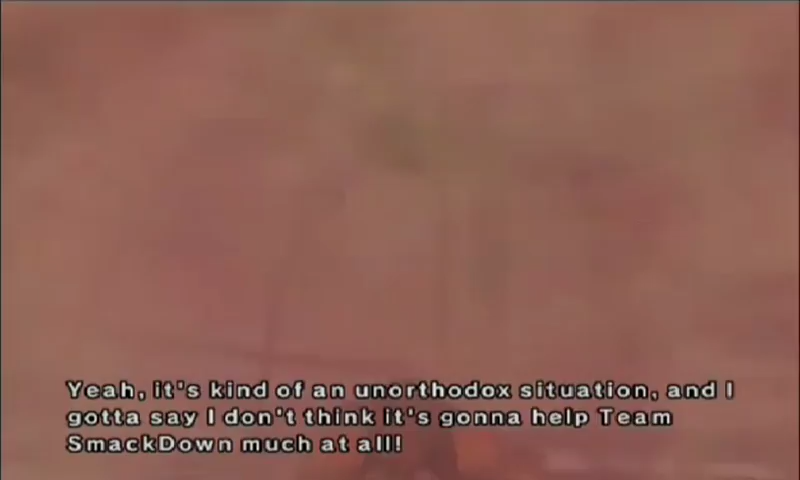 Yeah, it's kind of an unorthodox situation, and I
gotta say I don't think it's gonna help Team
SmackDown much at all!